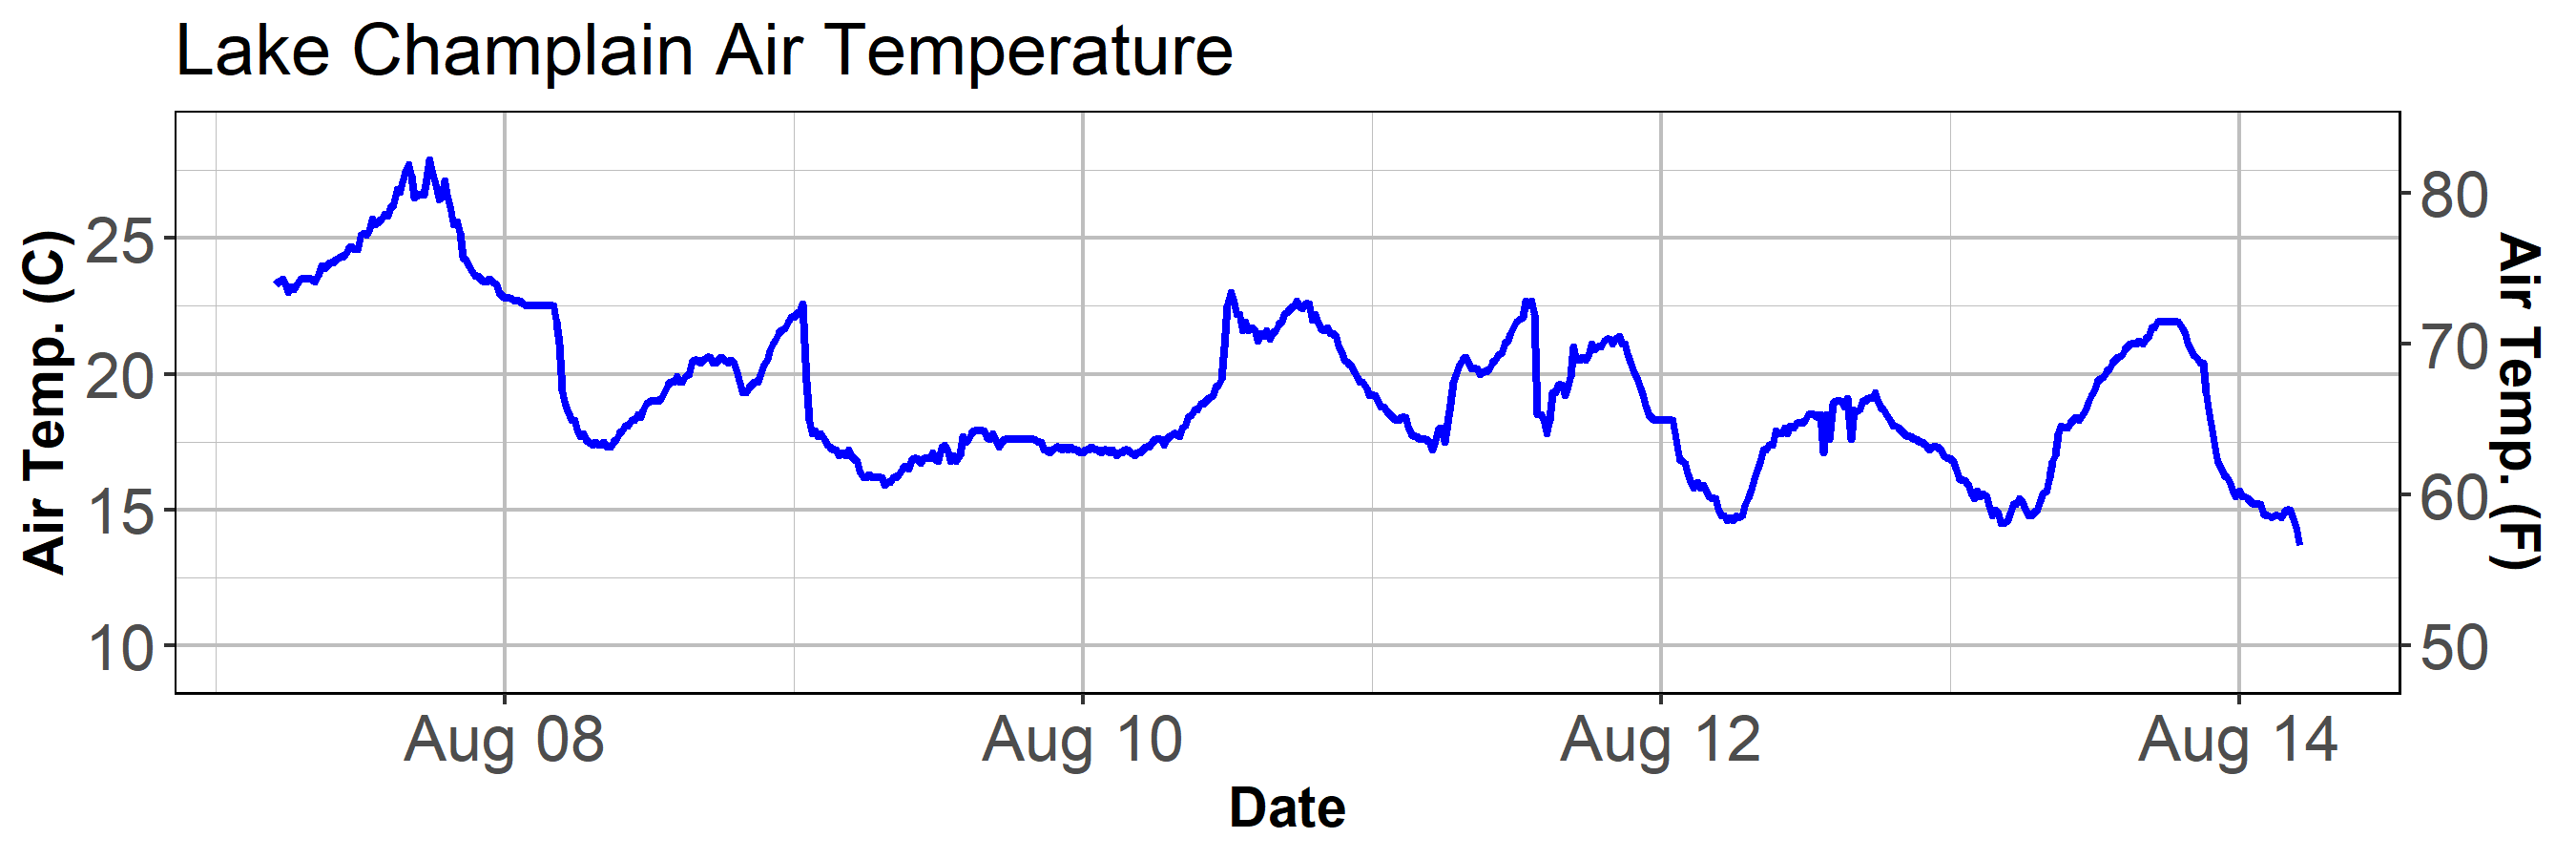 Lake Champlain Air Temperature
Air Temp. (C)
25
20
15
10
80
70
60
50
Air Temp. (F)
Aug 08 Aug 10 Aug 12 Aug 14
Date